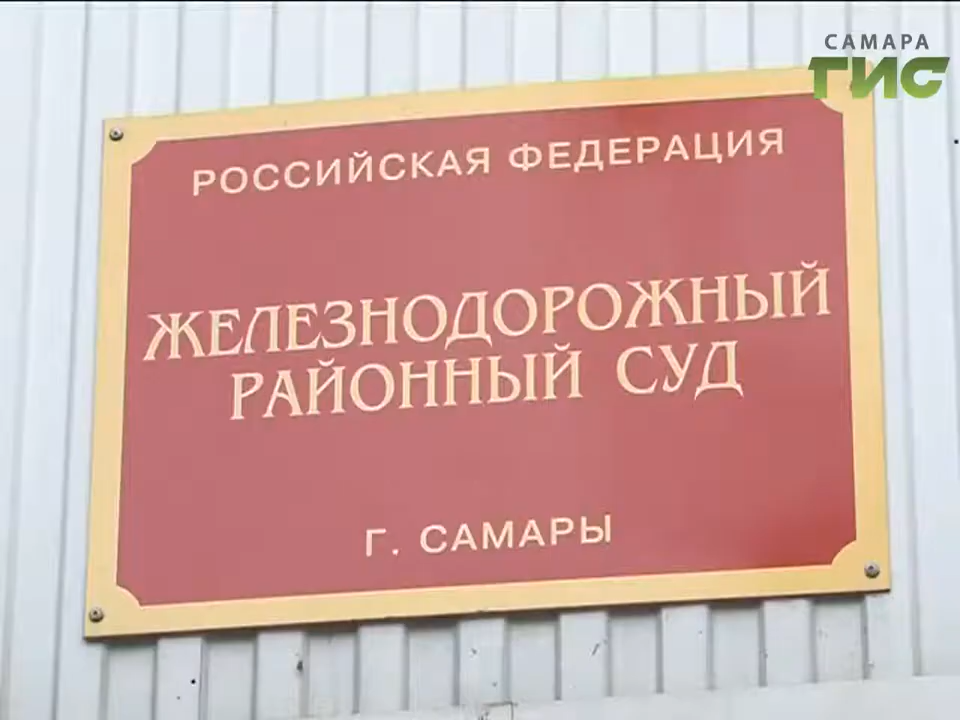 САМАРА
ГИС
РОССИЙСКАЯ ФЕДЕРАЦИЯ
ЖЕЛЕЗНОДОРОЖНЫЙ
РАЙОННЫЙ СУД
Г. САМАРЫ